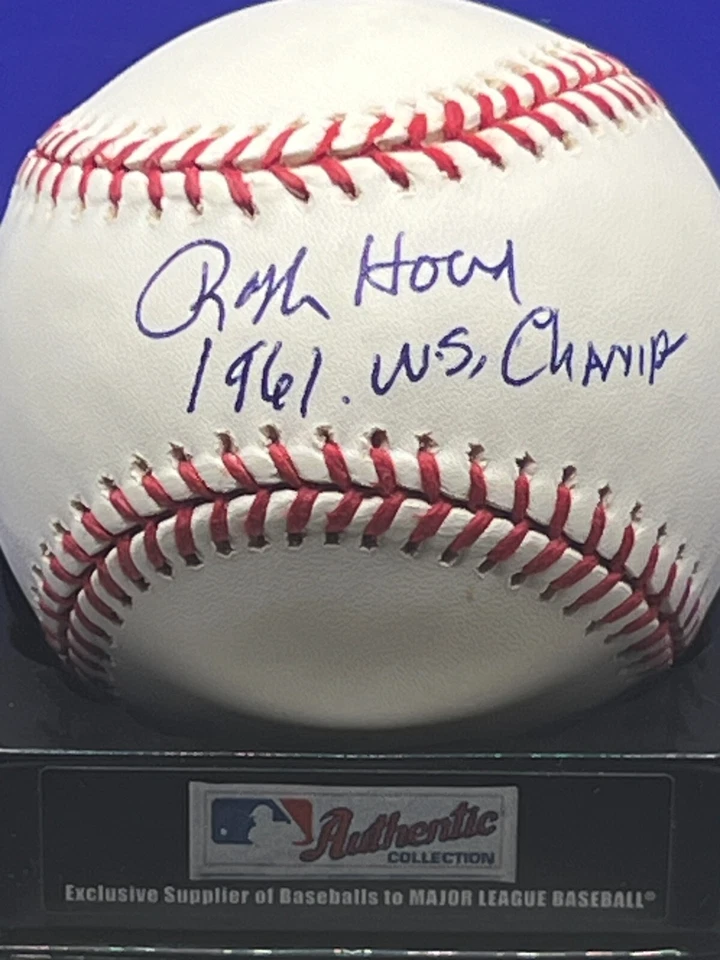 Ralph Houk
1961. W.S. Champ
Authentic
COLLECTION
Exclusive Supplier of Baseballs to MAJOR LEAGUE BASEBALL®